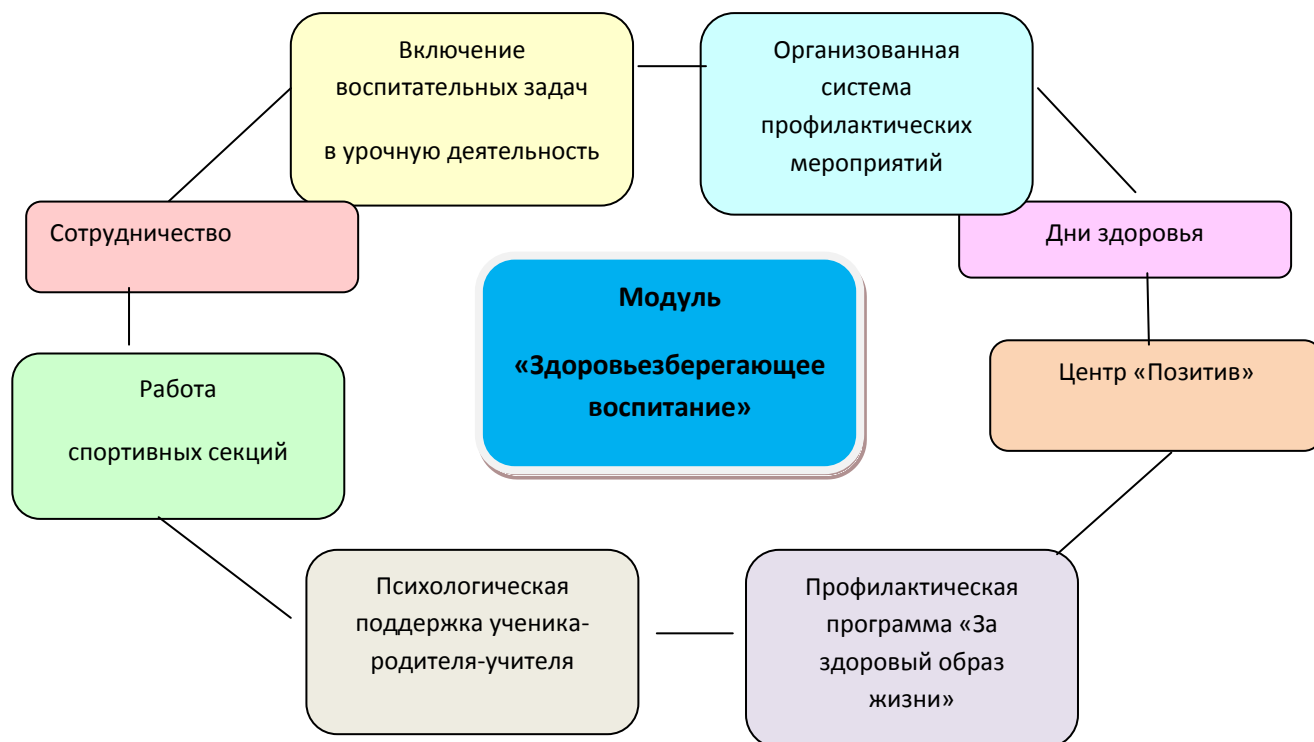 Включение
воспитательных задач
в урочную деятельность
Организованная
система
профилактических
мероприятий
Сотрудничество
Дни здоровья
Модуль
«Здоровьезберегающее
воспитание»
Работа
спортивных секций
Центр «Позитив»
Психологическая
поддержка ученика-
родителя-учителя
Профилактическая
программа «За
здоровый образ
жизни»